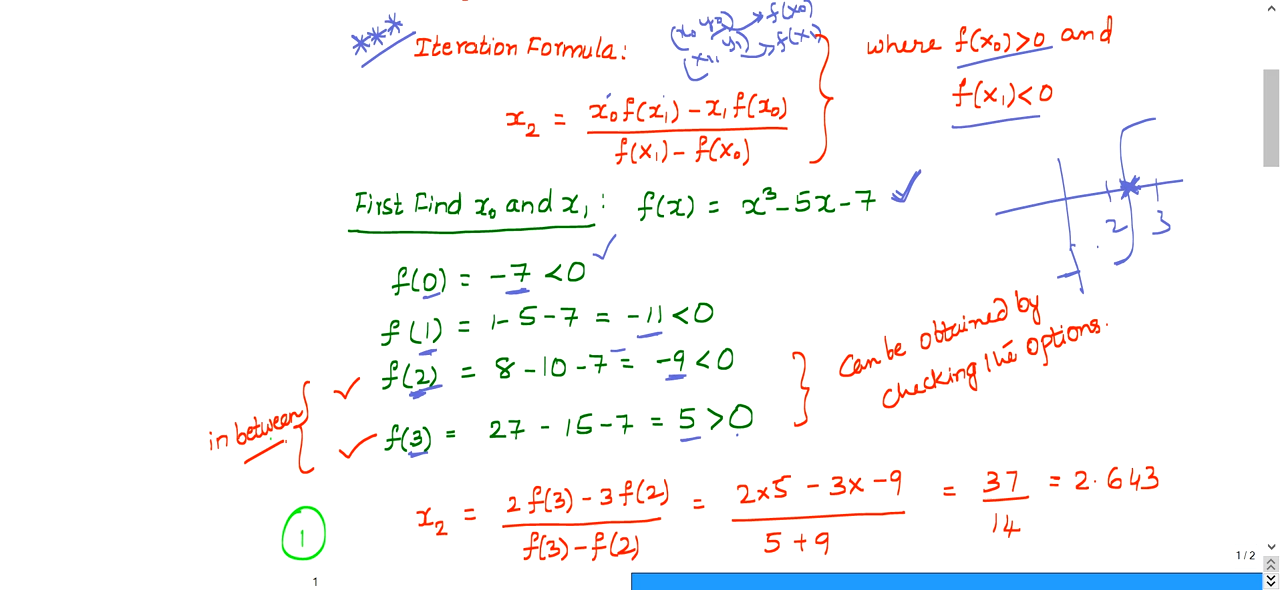 *** Iteration Formula: (x₀ y₀) → f(x₀) where f(x₀)>0 and
(x₁, y₁) → f(x₁)
x₂ = (x₀f(x₁) - x₁f(x₀)) / (f(x₁) - f(x₀)) f(x₁)<0
First Find x₀ and x₁: f(x) = x³-5x-7 ✓
2 3
f(0) = -7 <0 ✓
f(1) = 1-5-7 = -11 <0
✓ f(2) = 8-10-7 = -9 <0
✓ f(3) = 27 - 15-7 = 5 >0
in between
Can be obtained by
checking the options.
x₂ = (2f(3) - 3f(2)) / (f(3) - f(2)) = (2x5 - 3x-9) / (5+9) = 37/14 = 2.643
1
1 / 2
1